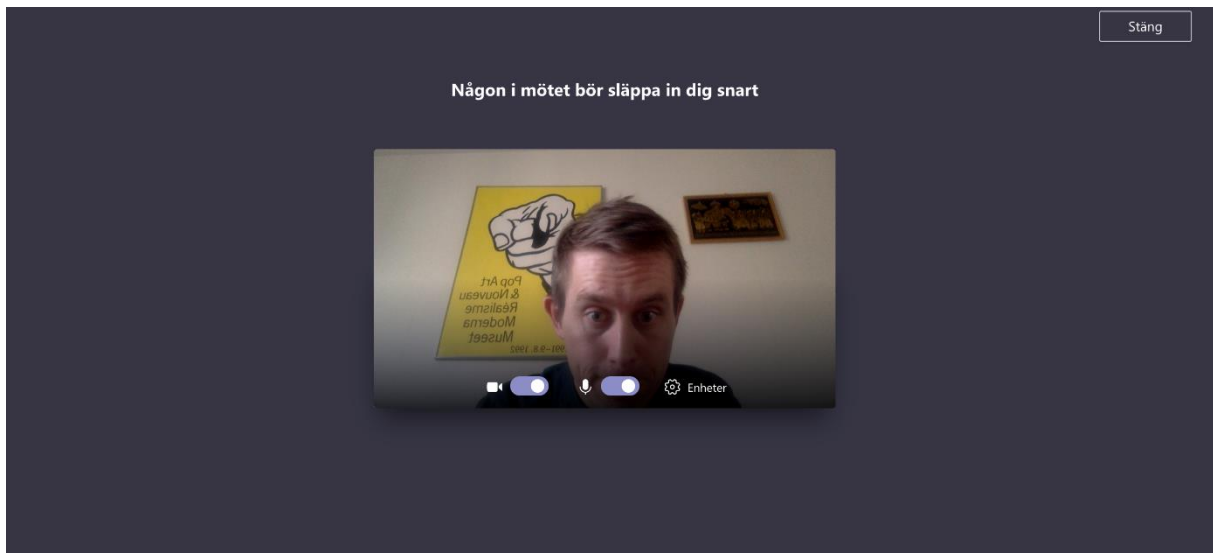 Stäng
Någon i mötet bör släppa in dig snart
Pop Art
& Nouveau
Réalisme
Moderna
Museet
Enheter